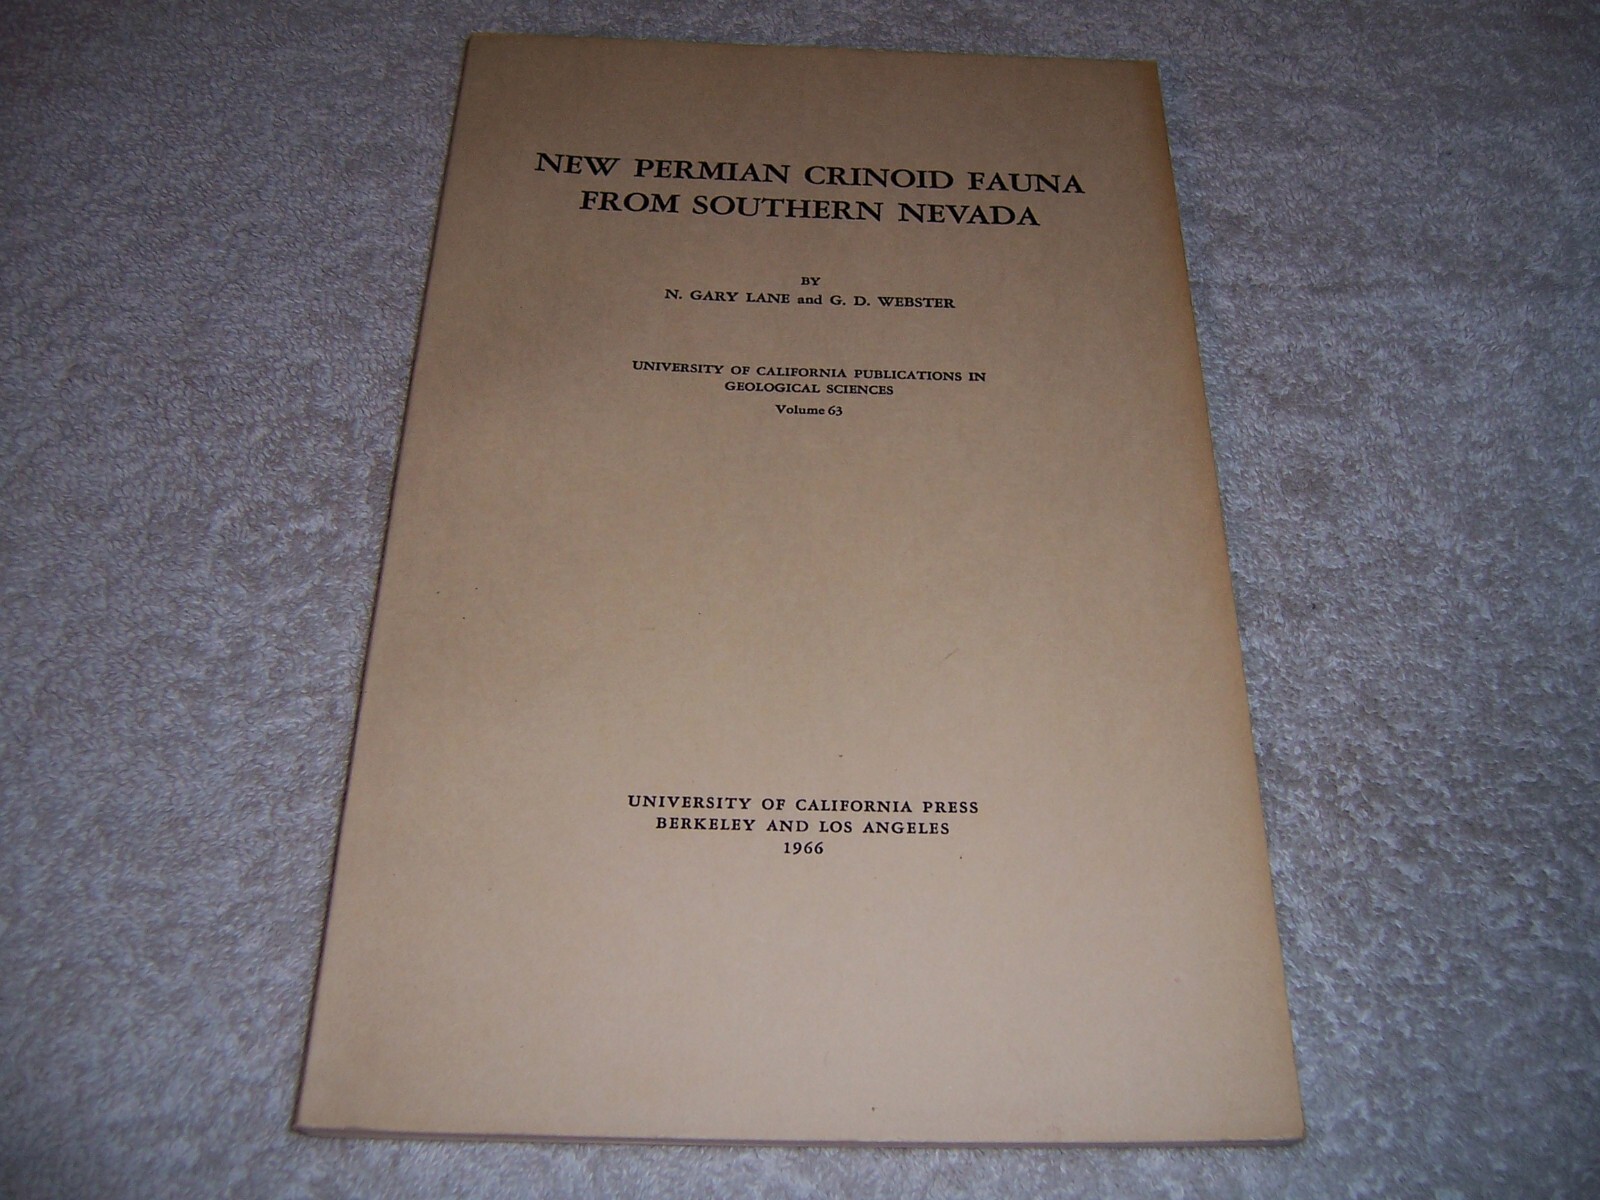 NEW PERMIAN CRINOID FAUNA
FROM SOUTHERN NEVADA
BY
N. GARY LANE and G. D. WEBSTER
UNIVERSITY OF CALIFORNIA PUBLICATIONS IN
GEOLOGICAL SCIENCES
Volume 63
UNIVERSITY OF CALIFORNIA PRESS
BERKELEY AND LOS ANGELES
1966